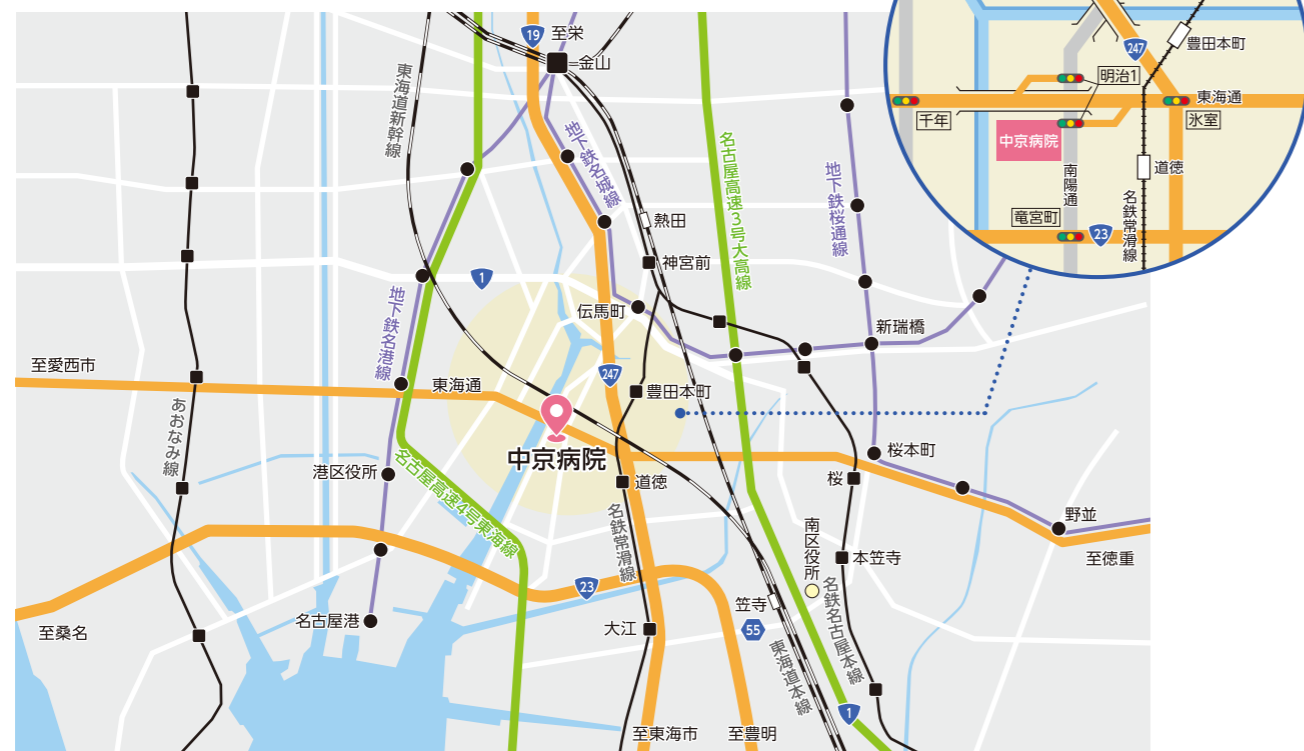 19
至栄
金山
東海道新幹線
地下鉄名城線
名古屋高速3号大高線
地下鉄桜通線
熱田
神宮前
1
伝馬町
地下鉄名港線
新瑞橋
至愛西市
東海通
247
豊田本町
あおなみ線
中京病院
桜本町
港区役所
名古屋高速4号東海線
道徳
桜
名鉄常滑線
南区役所
野並
本笠寺
至徳重
23
笠寺
名鉄名古屋本線
至桑名
名古屋港
大江
55
東海道本線
1
至東海市
至豊明
247
豊田本町
明治1
東海通
千年
氷室
中京病院
道徳
南陽通
名鉄常滑線
竜宮町
23